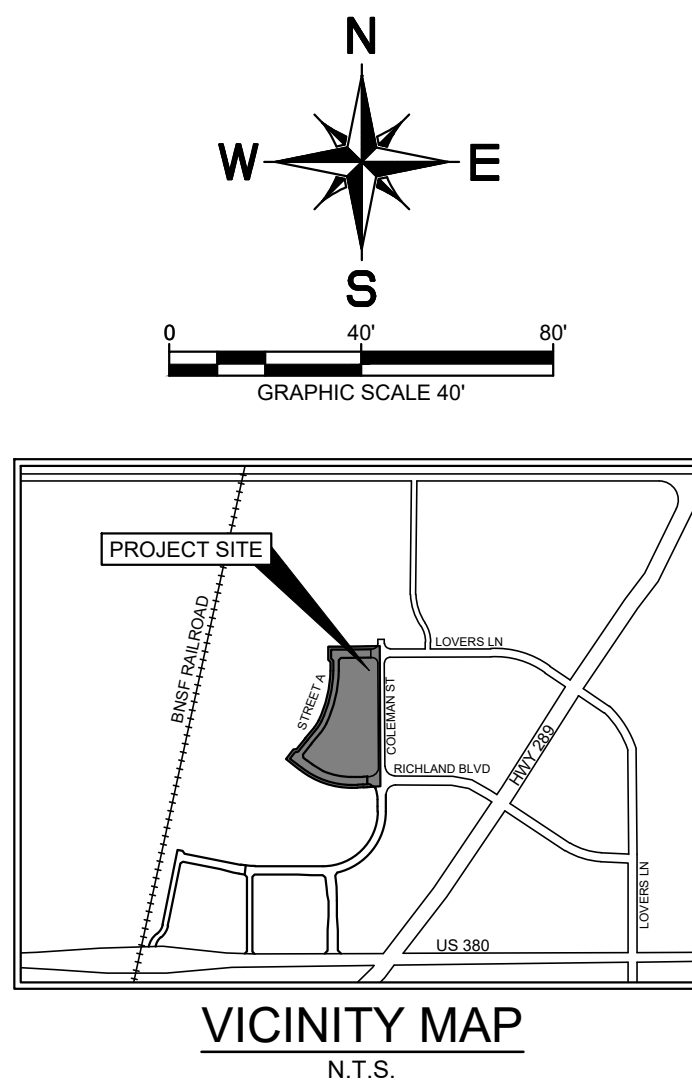 N
W E
S
0 40' 80'
GRAPHIC SCALE 40'
PROJECT SITE
BNSF RAILROAD
STREET A
COLEMAN ST
LOVERS LN
RICHLAND BLVD
HWY 289
LOVERS LN
US 380
VICINITY MAP
N.T.S.